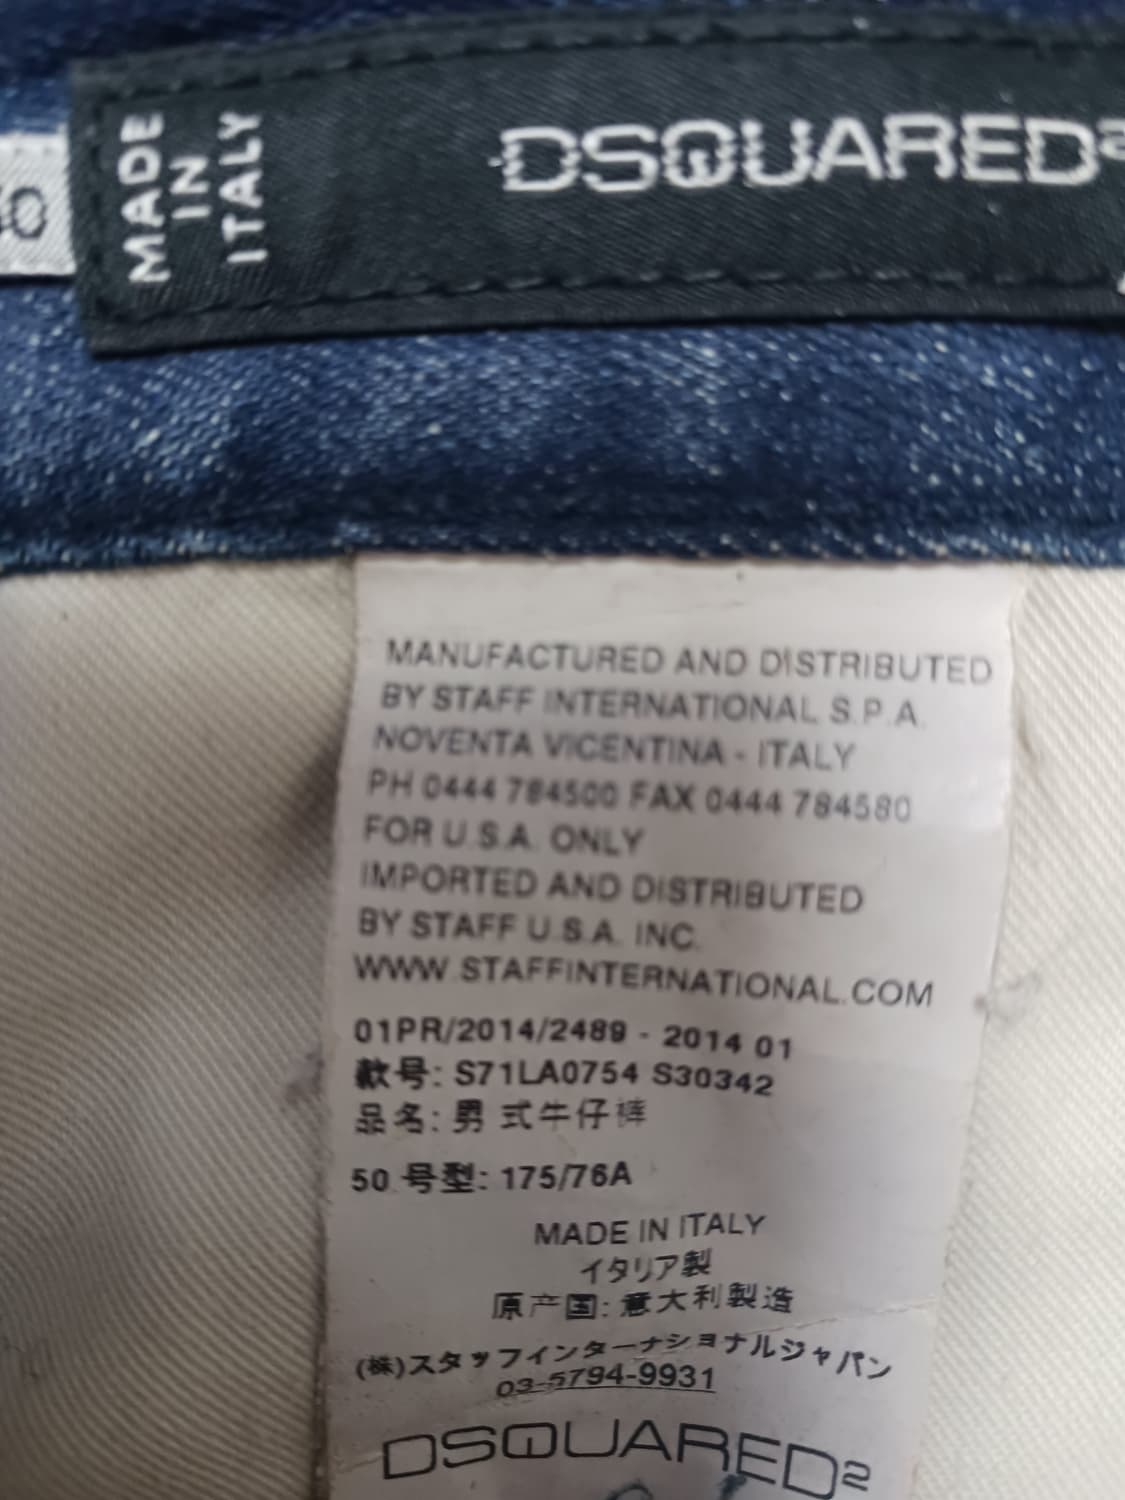 MADE
IN
ITALY
DSQUARED2
MANUFACTURED AND DISTRIBUTED
BY STAFF INTERNATIONAL S.P.A.
NOVENTA VICENTINA - ITALY
PH 0444 784500 FAX 0444 784580
FOR U.S.A. ONLY
IMPORTED AND DISTRIBUTED
BY STAFF U.S.A. INC.
WWW.STAFFINTERNATIONAL.COM
01PR/2014/2489 - 2014 01
款号: S71LA0754 S30342
品名: 男式牛仔裤
50 号型: 175/76A
MADE IN ITALY
イタリア製
原产国: 意大利製造
(株)スタッフインターナショナルジャパン
03-5794-9931
DSQUARED2